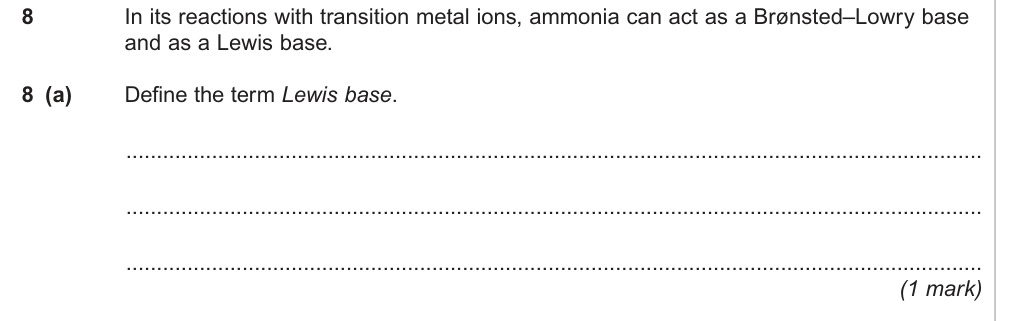 8 In its reactions with transition metal ions, ammonia can act as a Brønsted–Lowry base
and as a Lewis base.
8 (a) Define the term Lewis base.
................................................................................
................................................................................
................................................................................
(1 mark)